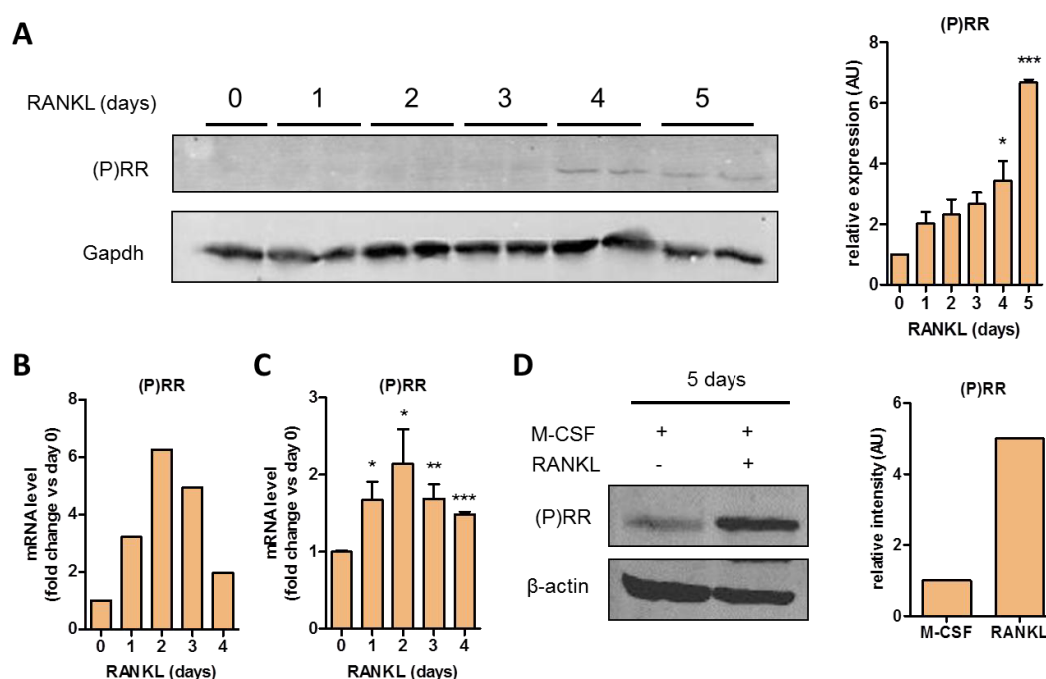 A
RANKL (days)
0 1 2 3 4 5
(P)RR
Gapdh
(P)RR
relative expression (AU)
8
6
4
2
0
*
***
0 1 2 3 4 5
RANKL (days)
B
(P)RR
mRNA level
(fold change vs day 0)
8
6
4
2
0
0 1 2 3 4
RANKL (days)
C
(P)RR
mRNA level
(fold change vs day 0)
3
2
1
0
*
*
**
***
0 1 2 3 4
RANKL (days)
D
5 days
M-CSF + +
RANKL - +
(P)RR
β-actin
(P)RR
relative intensity (AU)
6
4
2
0
M-CSF RANKL